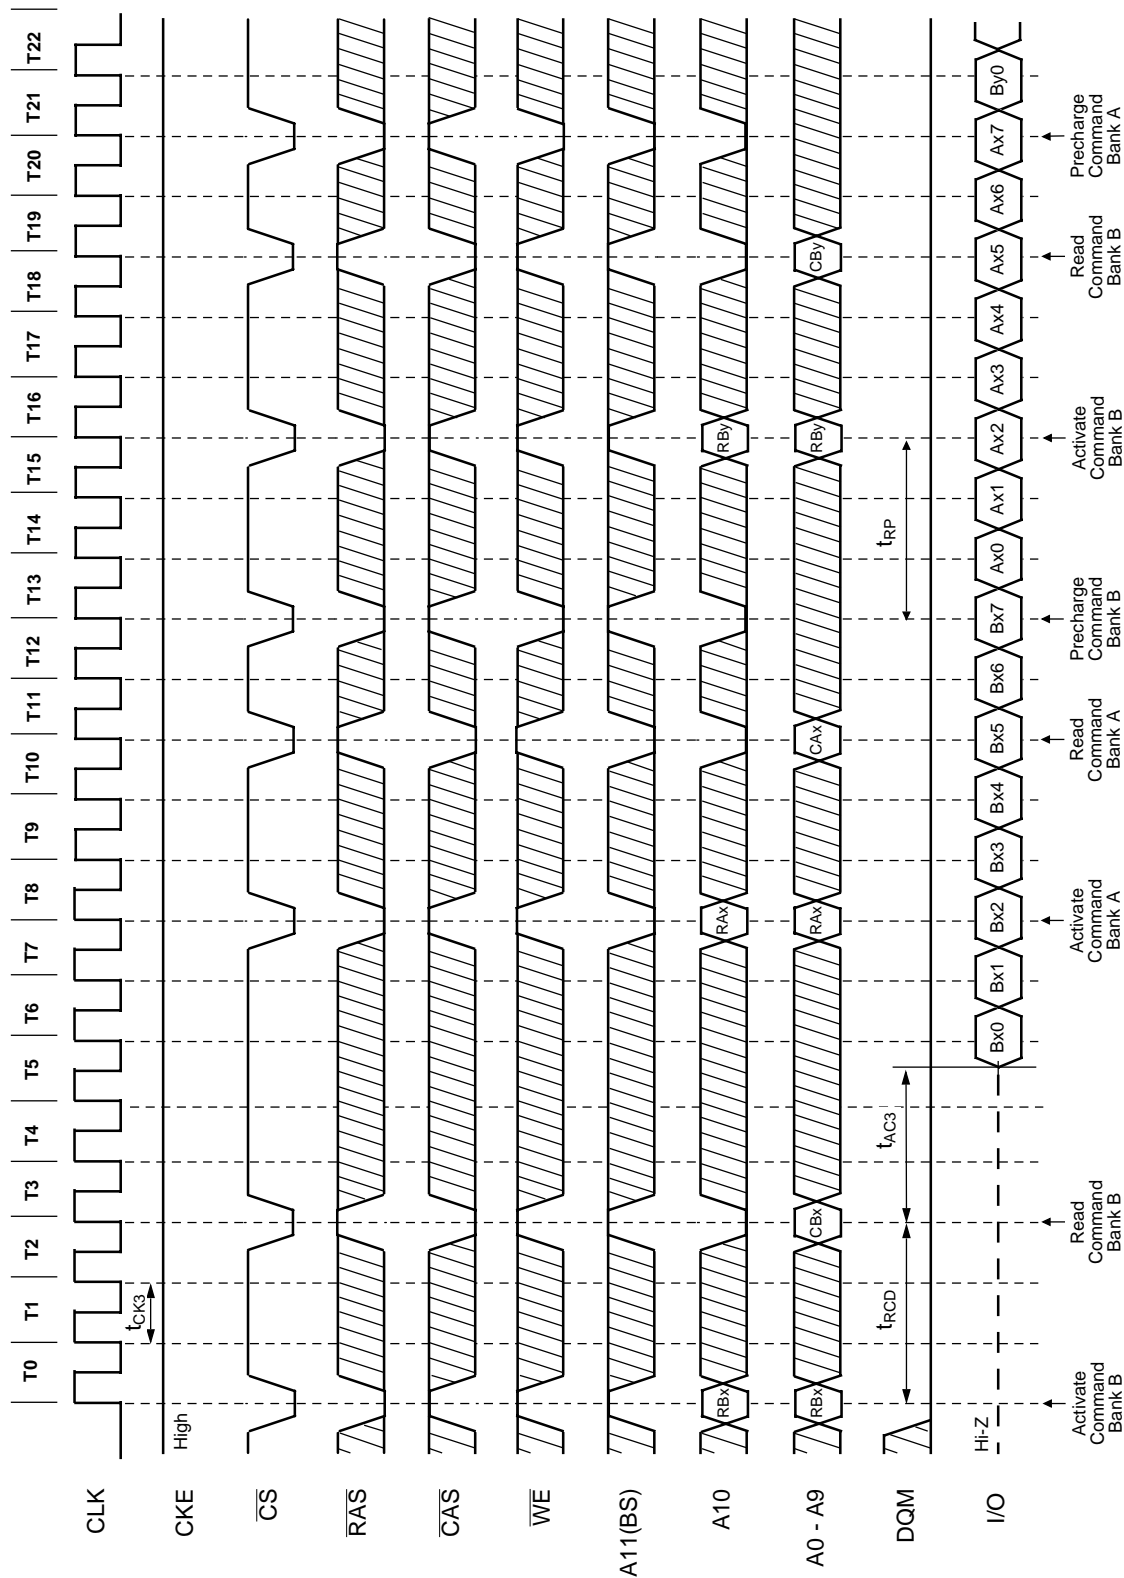 T0 T1 T2 T3 T4 T5 T6 T7 T8 T9 T10 T11 T12 T13 T14 T15 T16 T17 T18 T19 T20 T21 T22
CLK
tCK3
CKE
High
CS
RAS
CAS
WE
A11(BS)
A10
RBx RAx RBy
A0 - A9
RBx CBx RAx CAx RBy CBy
DQM
tRCD tAC3 tRP
I/O
Hi-Z
Bx0 Bx1 Bx2 Bx3 Bx4 Bx5 Bx6 Bx7 Ax0 Ax1 Ax2 Ax3 Ax4 Ax5 Ax6 Ax7 By0
Activate
Command
Bank B
Read
Command
Bank B
Activate
Command
Bank A
Read
Command
Bank A
Precharge
Command
Bank B
Activate
Command
Bank B
Read
Command
Bank B
Precharge
Command
Bank A